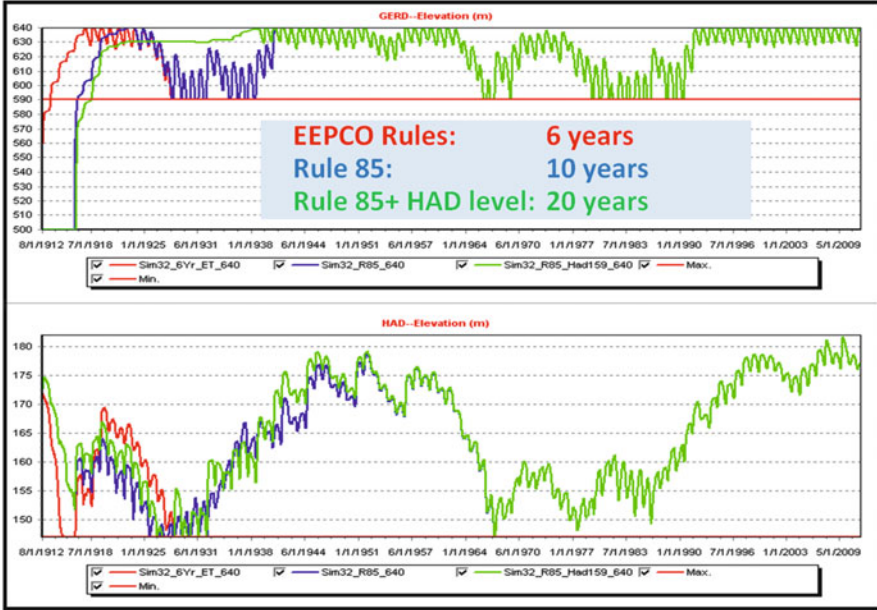 GERD--Elevation (m)
640
630
620
610
600
590
580
570
560
550
540
530
520
510
500
EEPCO Rules: 6 years
Rule 85: 10 years
Rule 85+ HAD level: 20 years
8/1/1912 7/1/1918 1/1/1925 6/1/1931 1/1/1938 6/1/1944 1/1/1951 1/1/1957 1/1/1964 6/1/1970 1/1/1977 1/1/1983 1/1/1990 7/1/1996 1/1/2003 5/1/2009
Sim32_6Yr_ET_640 Sim32_R85_640 Sim32_R85_Had159_640 Max.
Min.
HAD--Elevation (m)
180
175
170
165
160
155
150
8/1/1912 7/1/1918 1/1/1925 6/1/1931 1/1/1938 6/1/1944 1/1/1951 1/1/1957 1/1/1964 6/1/1970 1/1/1977 1/1/1983 1/1/1990 7/1/1996 1/1/2003 5/1/2009
Sim32_6Yr_ET_640 Sim32_R85_640 Sim32_R85_Had159_640 Max.
Min.